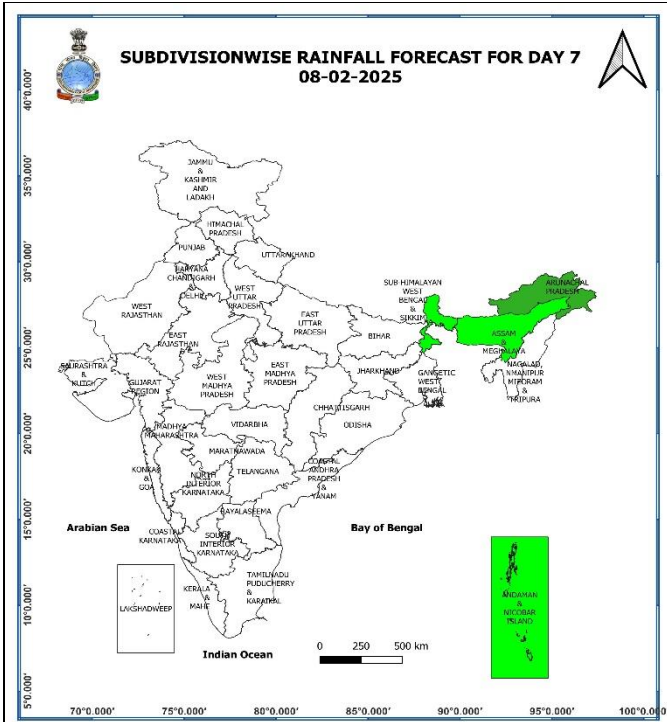 SUBDIVISIONWISE RAINFALL FORECAST FOR DAY 7
08-02-2025
40°0.000'
35°0.000'
30°0.000'
25°0.000'
20°0.000'
15°0.000'
10°0.000'
5°0.000'
JAMMU
&
KASHMIR
AND
LADAKH
HIMACHAL
PRADESH
PUNJAB
UTTARAKHAND
HARYANA
CHANDIGARH
&
DELHI
WEST
UTTAR
PRADESH
WEST
RAJASTHAN
EAST
RAJASTHAN
EAST
UTTAR
PRADESH
BIHAR
SUB HIMALAYAN
WEST
BENGAL
&
SIKKIM
ARUNACHAL
PRADESH
ASSAM
&
MEGHALAYA
NAGALAD,
NMANIPUR
MIZORAM
&
TRIPURA
SAURASHTRA
&
KUTCH
GUJARAT
REGION
WEST
MADHYA
PRADESH
EAST
MADHYA
PRADESH
JHARKHAND
GANGETIC
WEST
BENGAL
CHHATTISGARH
ODISHA
MADHYA
MAHARASHTRA
VIDARBHA
MARATHAWADA
TELANGANA
KONKAN
&
GOA
NORTH
INTERIOR
KARNATAKA
COASTAL
ANDHRA
PRADESH
&
YANAM
RAYALASEEMA
COASTAL
KARNATAKA
SOUTH
INTERIOR
KARNATAKA
TAMILNADU
PUDUCHERRY
&
KARAIKAL
KERALA
&
MAHE
LAKSHADWEEP
ANDAMAN
&
NICOBAR
ISLAND
Arabian Sea
Bay of Bengal
Indian Ocean
0 250 500 km
70°0.000' 75°0.000' 80°0.000' 85°0.000' 90°0.000' 95°0.000' 100°0.000'